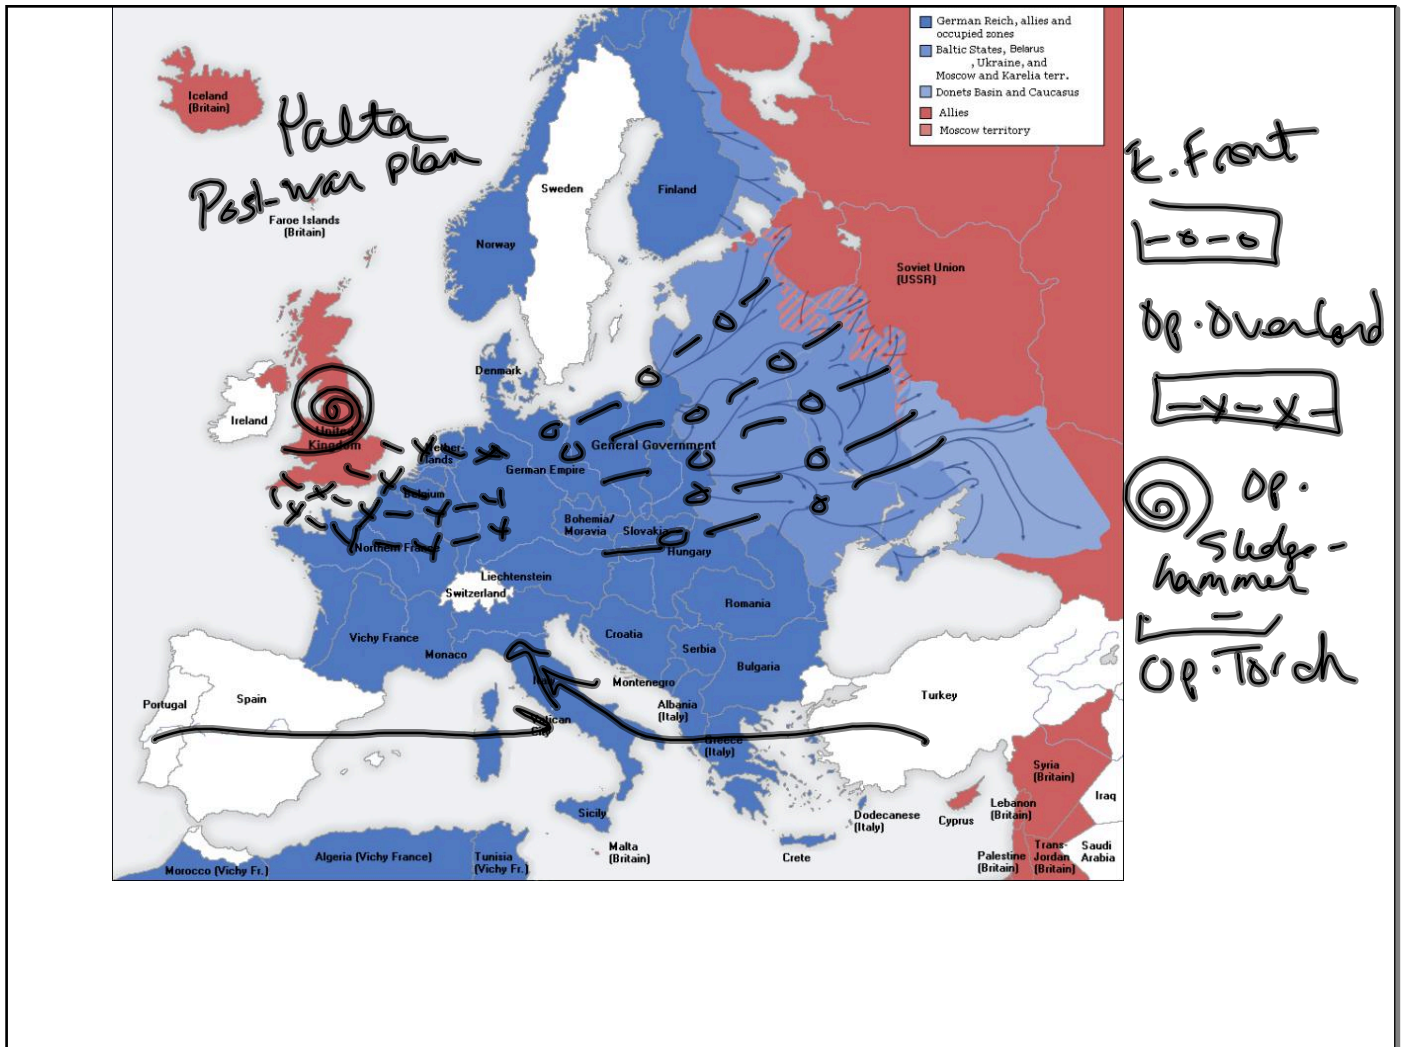 German Reich, allies and
occupied zones
Baltic States, Belarus
, Ukraine, and
Moscow and Karelia terr.
Donets Basin and Caucasus
Allies
Moscow territory
Iceland
(Britain)
Yalta
Post-war plan
Faroe Islands
(Britain)
Sweden
Finland
Norway
Soviet Union
(USSR)
E. Front
Op. Overlord
Op.
Sledge-
hammer
Op. Torch
Denmark
Ireland
United
Kingdom
Nether-
lands
General Government
German Empire
Belgium
Bohemia/
Moravia
Slovakia
Northern France
Hungary
Liechtenstein
Switzerland
Romania
Vichy France
Croatia
Monaco
Serbia
Bulgaria
Italy
Montenegro
Portugal
Spain
Turkey
Vatican
City
Albania
(Italy)
Greece
(Italy)
Syria
(Britain)
Iraq
Sicily
Dodecanese
(Italy)
Cyprus
Lebanon
(Britain)
Malta
(Britain)
Crete
Palestine
(Britain)
Trans-
Jordan
(Britain)
Saudi
Arabia
Morocco (Vichy Fr.)
Algeria (Vichy France)
Tunisia
(Vichy Fr.)